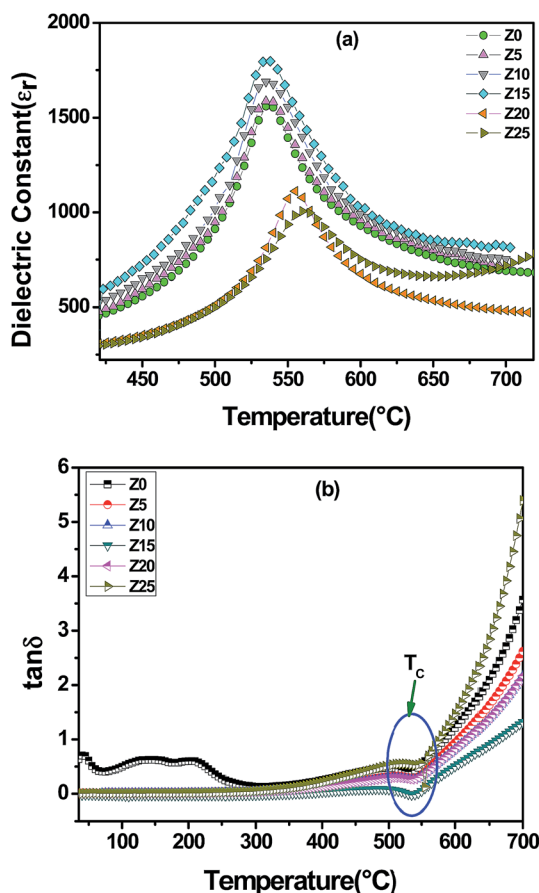 (a)
Z0
Z5
Z10
Z15
Z20
Z25
2000
1500
1000
500
Dielectric Constant(εr)
450 500 550 600 650 700
Temperature(°C)
(b)
Z0
Z5
Z10
Z15
Z20
Z25
TC
6
5
4
3
2
1
0
tanδ
100 200 300 400 500 600 700
Temperature(°C)